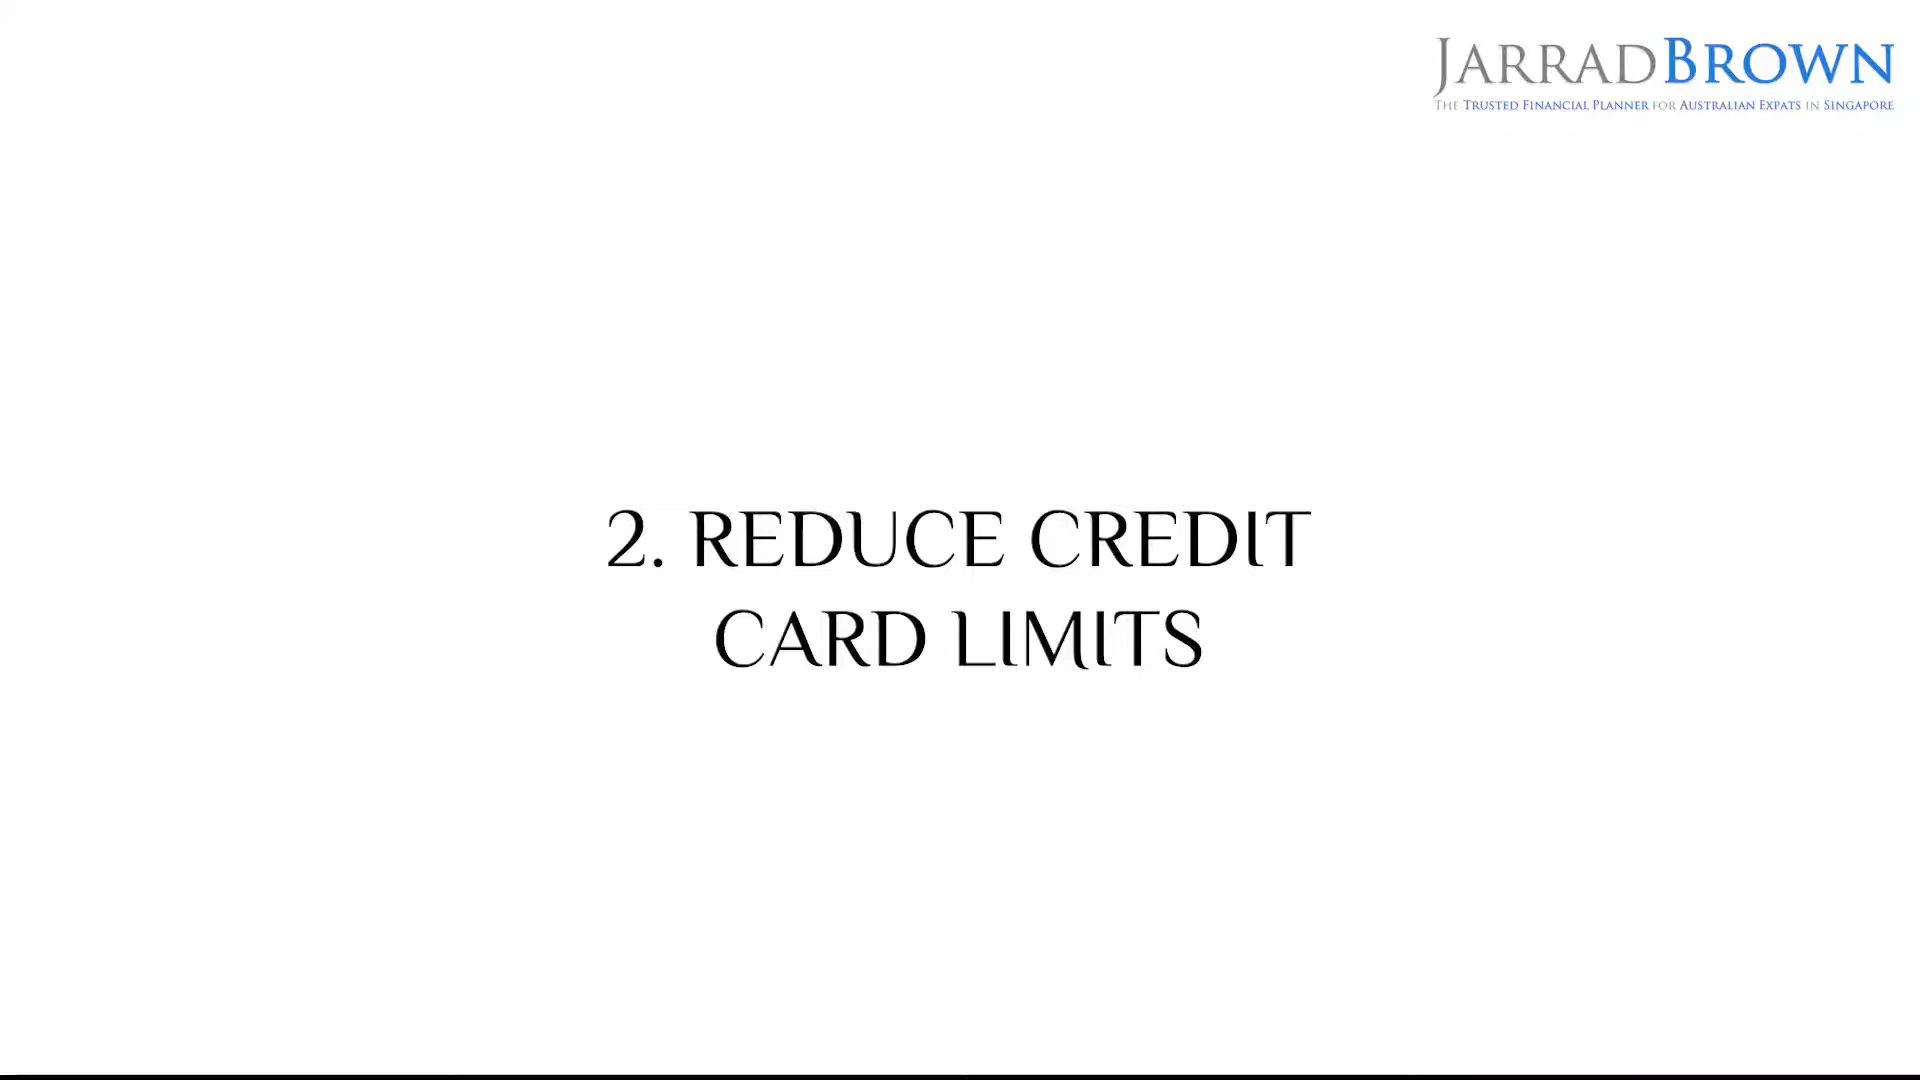 JARRADBROWN
THE TRUSTED FINANCIAL PLANNER FOR AUSTRALIAN EXPATS IN SINGAPORE
2. REDUCE CREDIT
CARD LIMITS